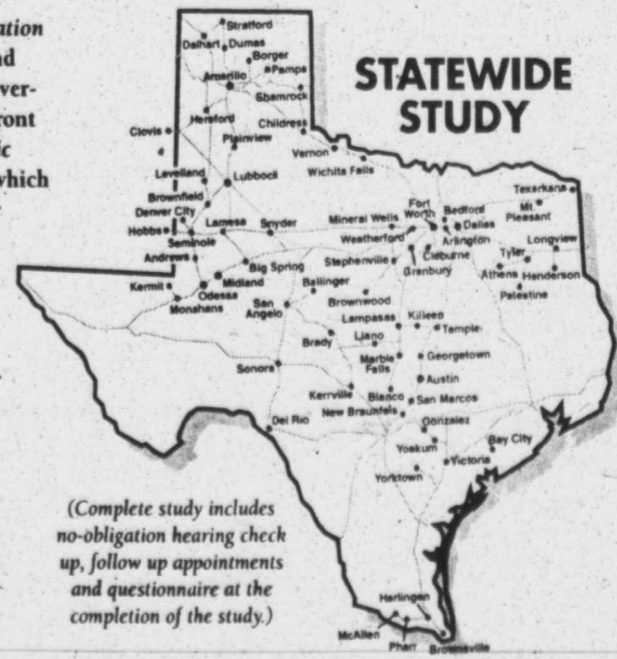 ation
nd
ver-
ront
ic
which
STATEWIDE
STUDY
Stratford
Dalhart
Dumas
Borger
Pampa
Amarillo
Shamrock
Hereford
Childress
Clovis
Plainview
Vernon
Wichita Falls
Levelland
Lubbock
Texarkana
Brownfield
Denver City
Mt.
Pleasant
Hobbs
Lamesa
Snyder
Mineral Wells
Fort
Worth
Bedford
Dallas
Seminole
Weatherford
Arlington
Longview
Andrews
Big Spring
Stephenville
Cleburne
Granbury
Tyler
Athens
Henderson
Kermit
Midland
Odessa
Monahans
Ballinger
San
Angelo
Brownwood
Palestine
Lampasas
Killeen
Temple
Brady
Llano
Marble
Falls
Georgetown
Sonora
Austin
Kerrville
Blanco
San Marcos
New Braunfels
Del Rio
Gonzalez
Yoakum
Bay City
Victoria
Yorktown
(Complete study includes
no-obligation hearing check
up, follow up appointments
and questionnaire at the
completion of the study.)
Harlingen
McAllen
Pharr
Brownsville